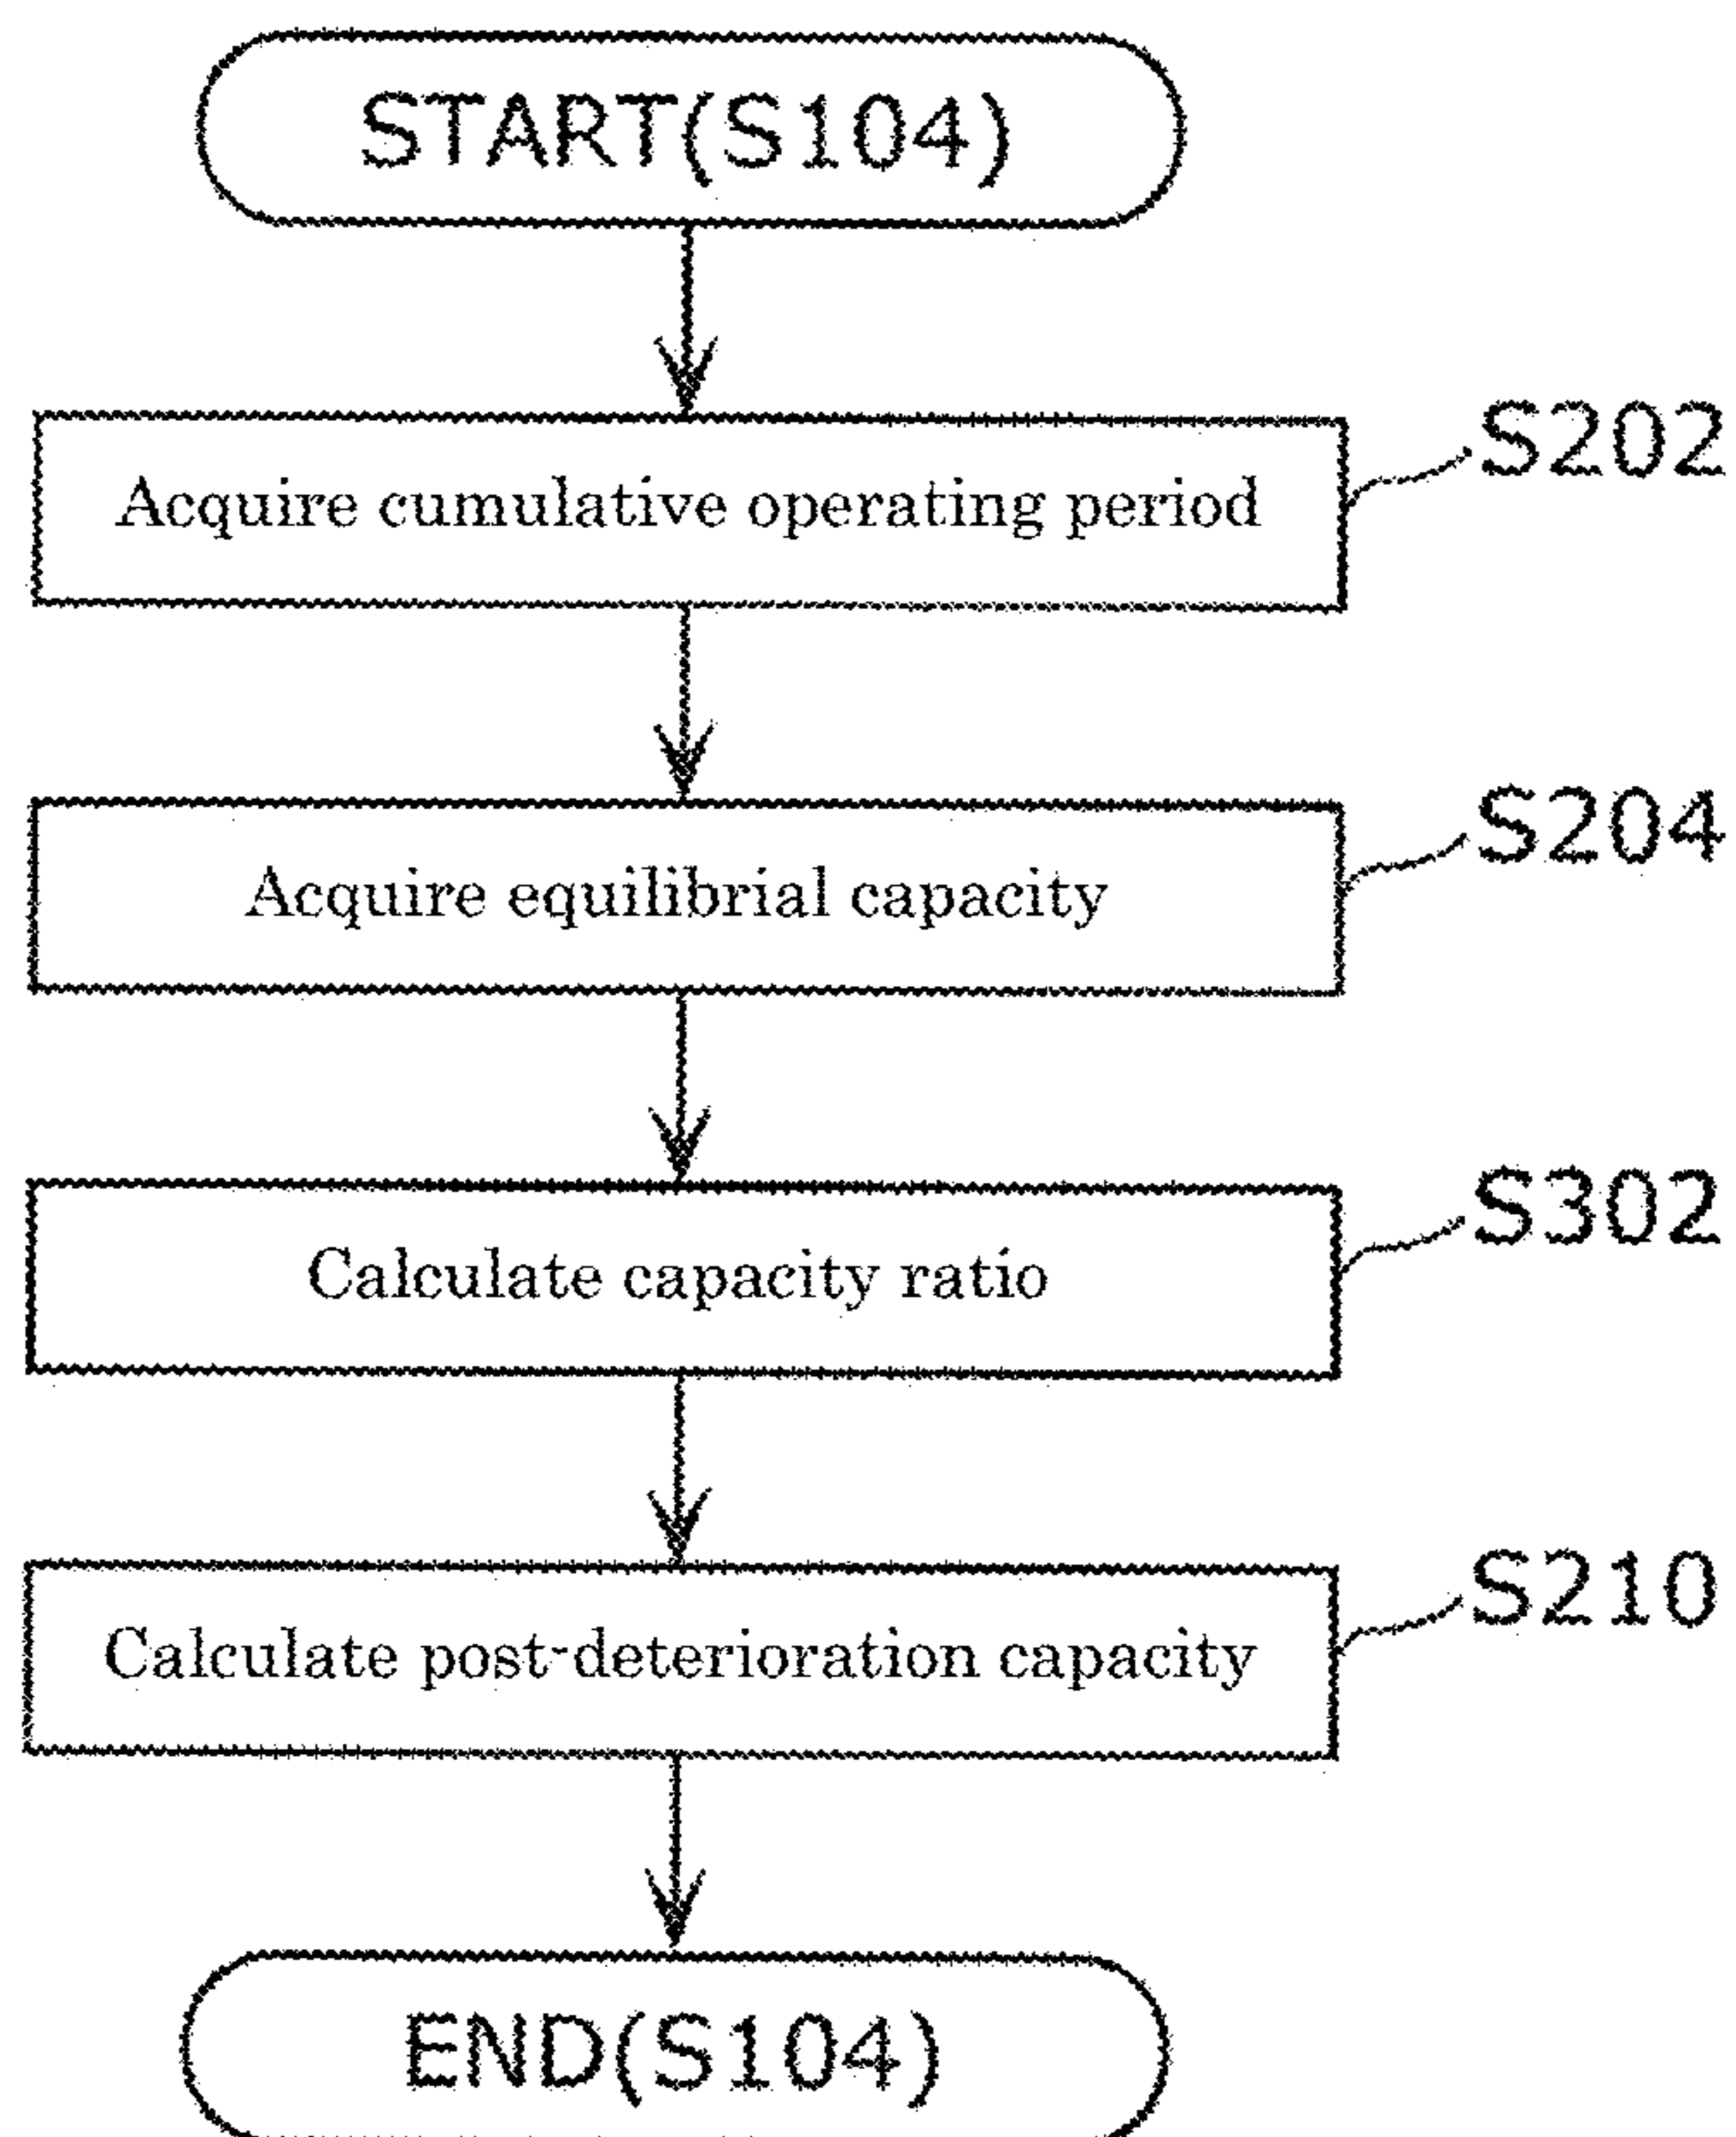 START(S104)
Acquire cumulative operating period
S202
Acquire equilibrial capacity
S204
Calculate capacity ratio
S302
Calculate post-deterioration capacity
S210
END(S104)